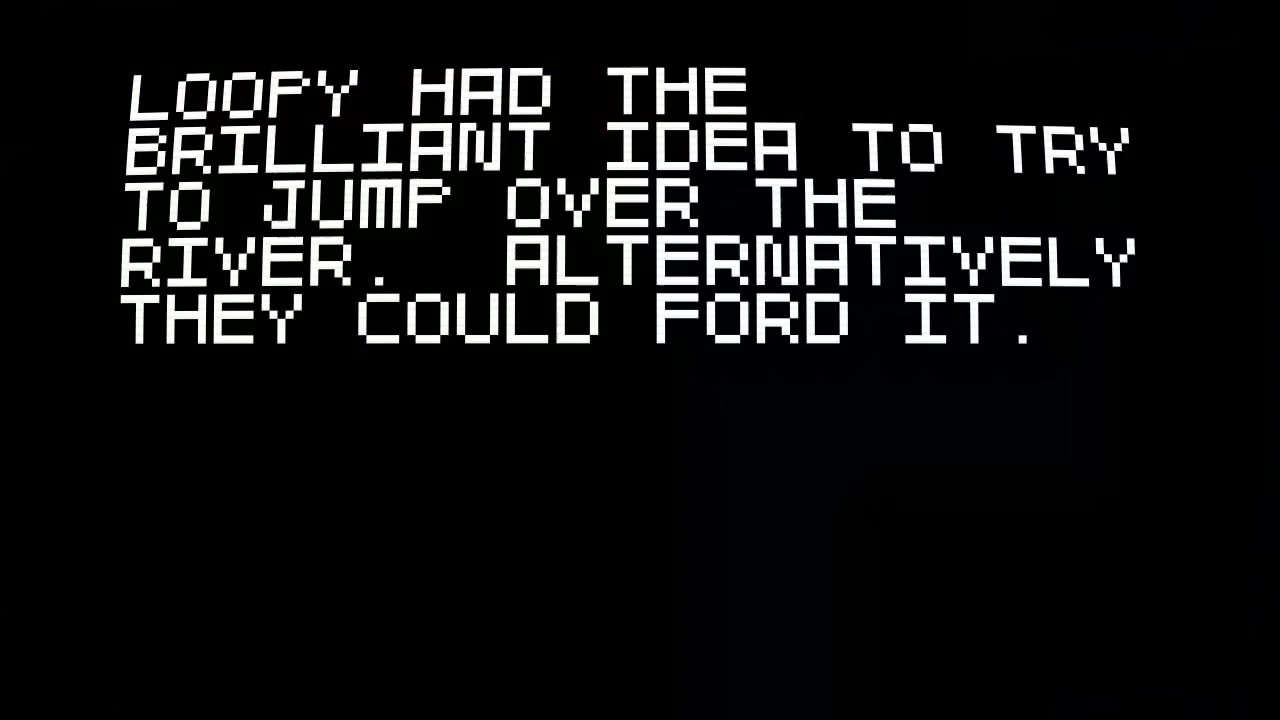 LOOPY HAD THE
BRILLIANT IDEA TO TRY
TO JUMP OVER THE
RIVER. ALTERNATIVELY
THEY COULD FORD IT.